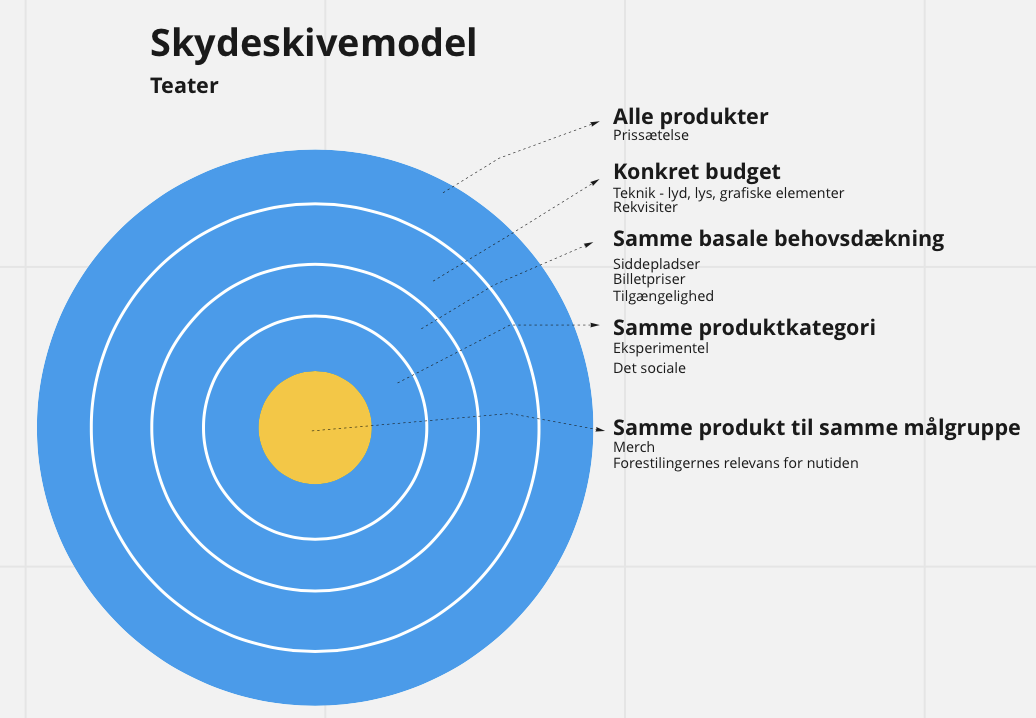 Skydeskivemodel
Teater
Alle produkter
Prissætelse
Konkret budget
Teknik - lyd, lys, grafiske elementer
Rekvisiter
Samme basale behovsdækning
Siddepladser
Billetpriser
Tilgængelighed
Samme produktkategori
Eksperimentel
Det sociale
Samme produkt til samme målgruppe
Merch
Forestilingernes relevans for nutiden